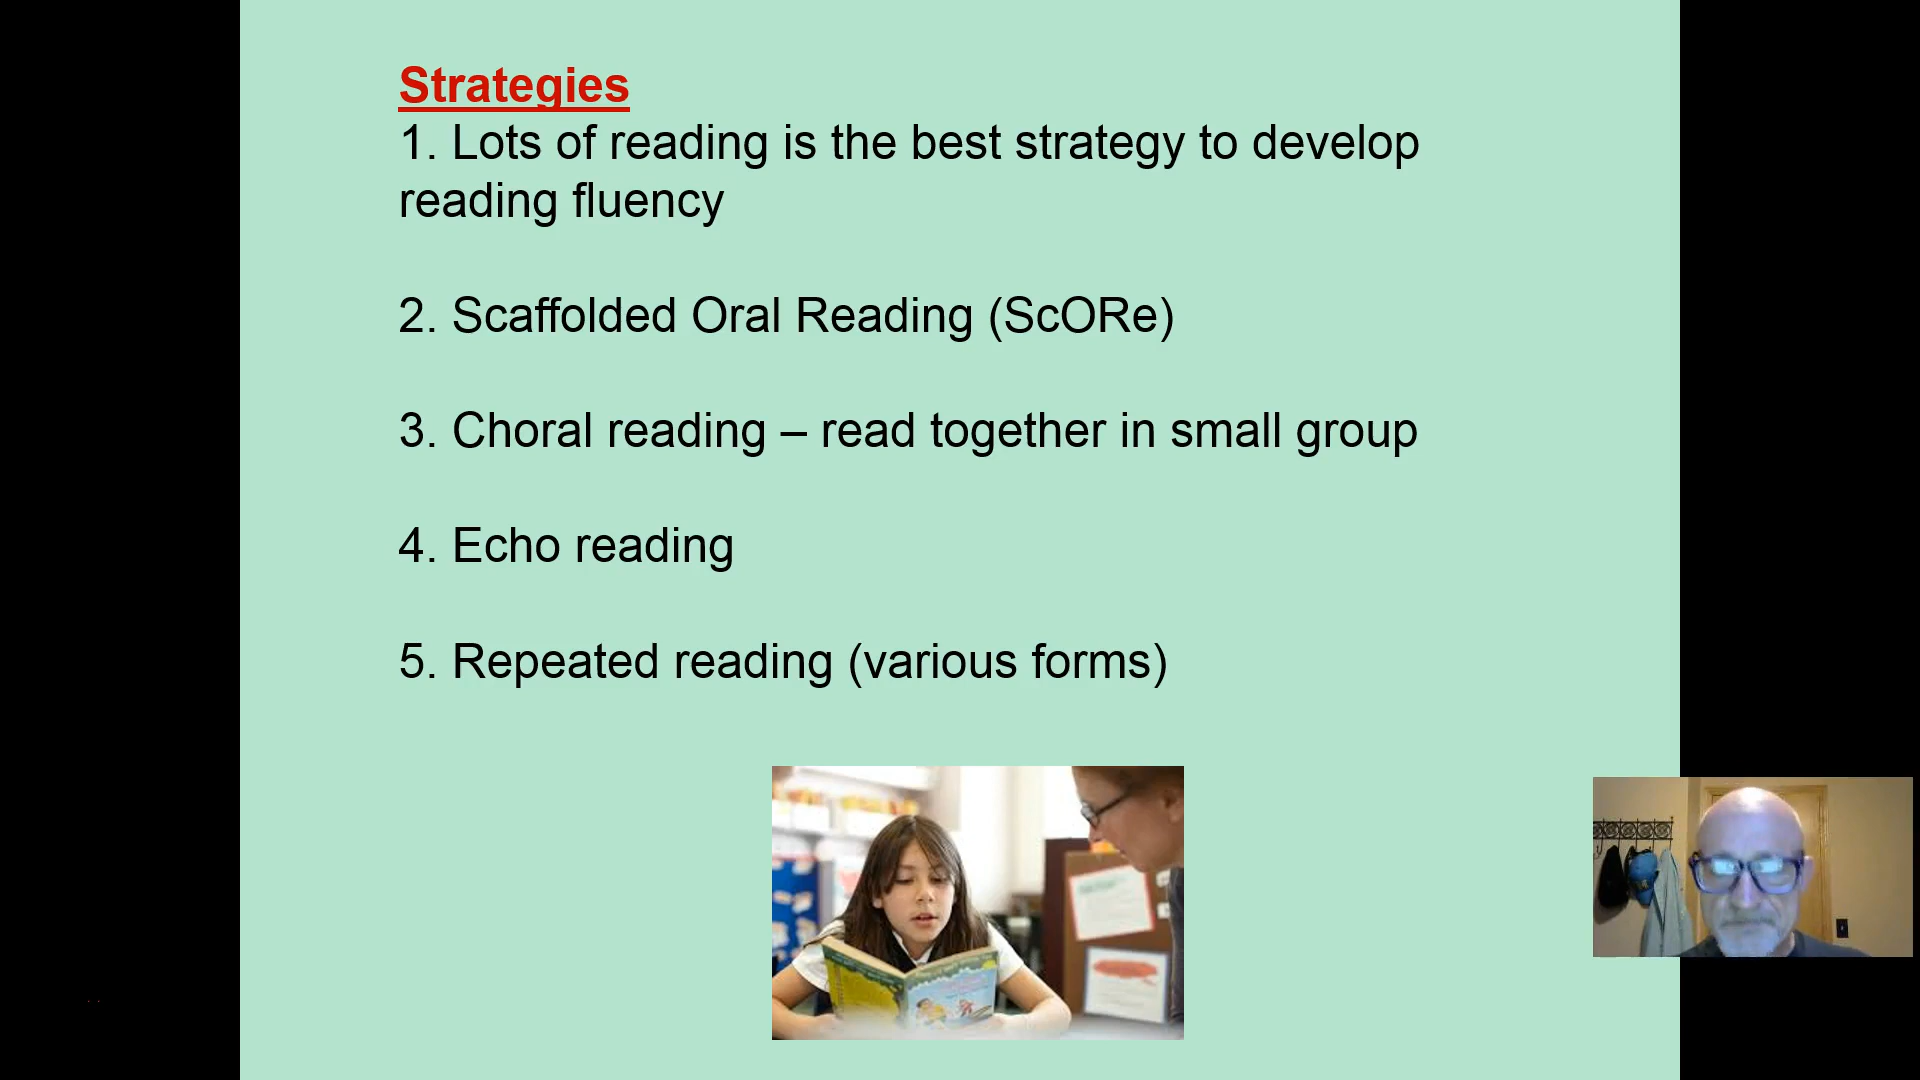 Strategies
1. Lots of reading is the best strategy to develop
reading fluency
2. Scaffolded Oral Reading (ScORe)
3. Choral reading – read together in small group
4. Echo reading
5. Repeated reading (various forms)